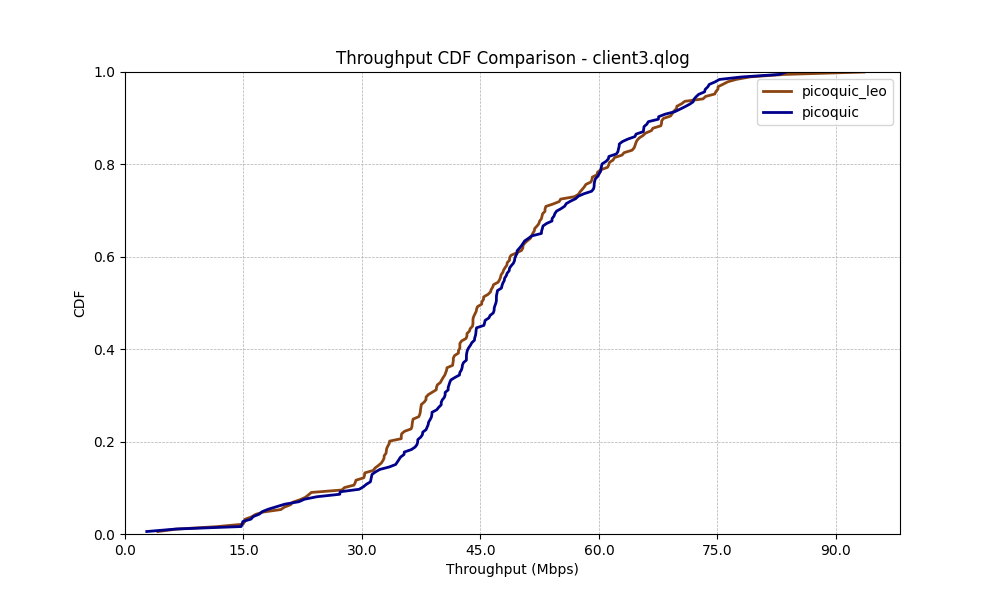 Throughput CDF Comparison - client3.qlog
1.0
0.8
0.6
0.4
0.2
0.0
CDF
picoquic_leo
picoquic
0.0 15.0 30.0 45.0 60.0 75.0 90.0
Throughput (Mbps)